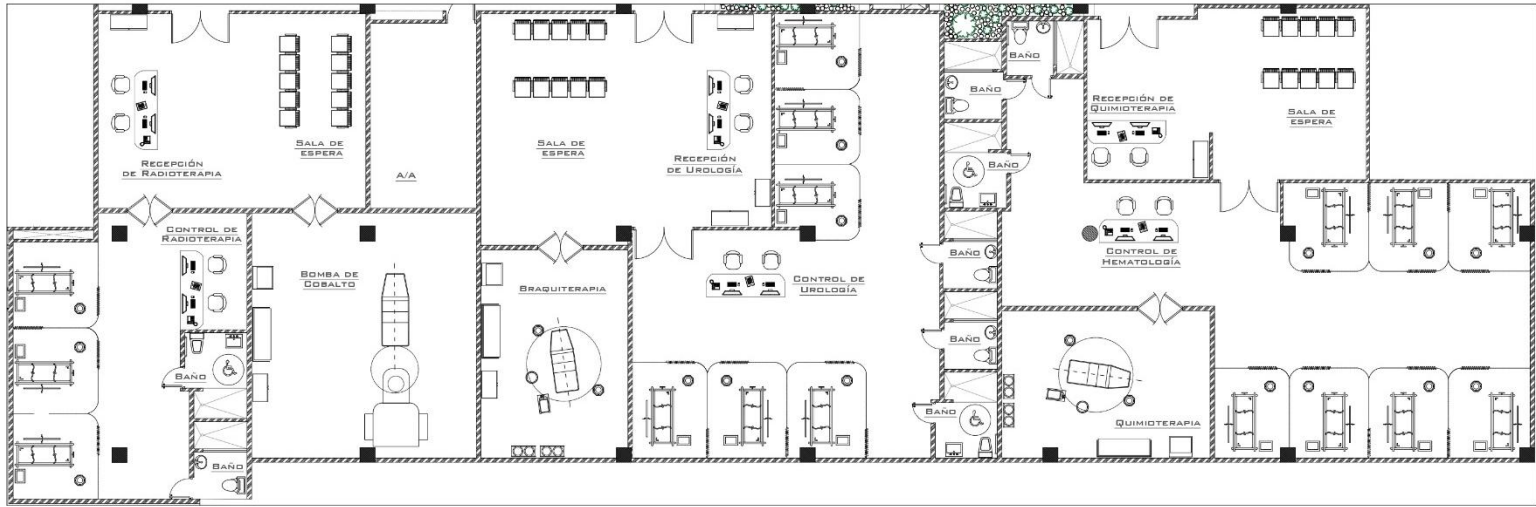 Recepción
de Radioterapia
Sala de
espera
A/A
Sala de
espera
Recepción
de Urología
Baño
Baño
Baño
Recepción de
Quimioterapia
Sala de
espera
Control de
Radioterapia
Bomba de
Cobalto
Braquiterapia
Control de
Urología
Baño
Control de
Hematología
Baño
Baño
Baño
Baño
Baño
Quimioterapia